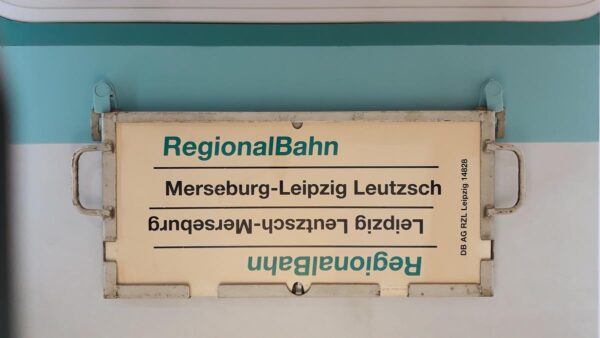 RegionalBahn
Merseburg-Leipzig Leutzsch
Leipzig Leutzsch-Merseburg
RegionalBahn
DB AG RZL Leipzig 14828